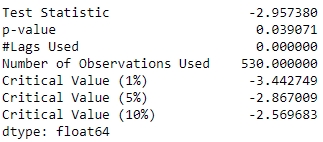 Test Statistic -2.957380
p-value 0.039071
#Lags Used 0.000000
Number of Observations Used 530.000000
Critical Value (1%) -3.442749
Critical Value (5%) -2.867009
Critical Value (10%) -2.569683
dtype: float64